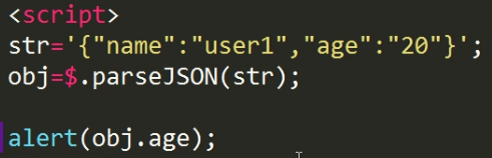 <script>
str='{"name":"user1","age":"20"}';
obj=$.parseJSON(str);
alert(obj.age);